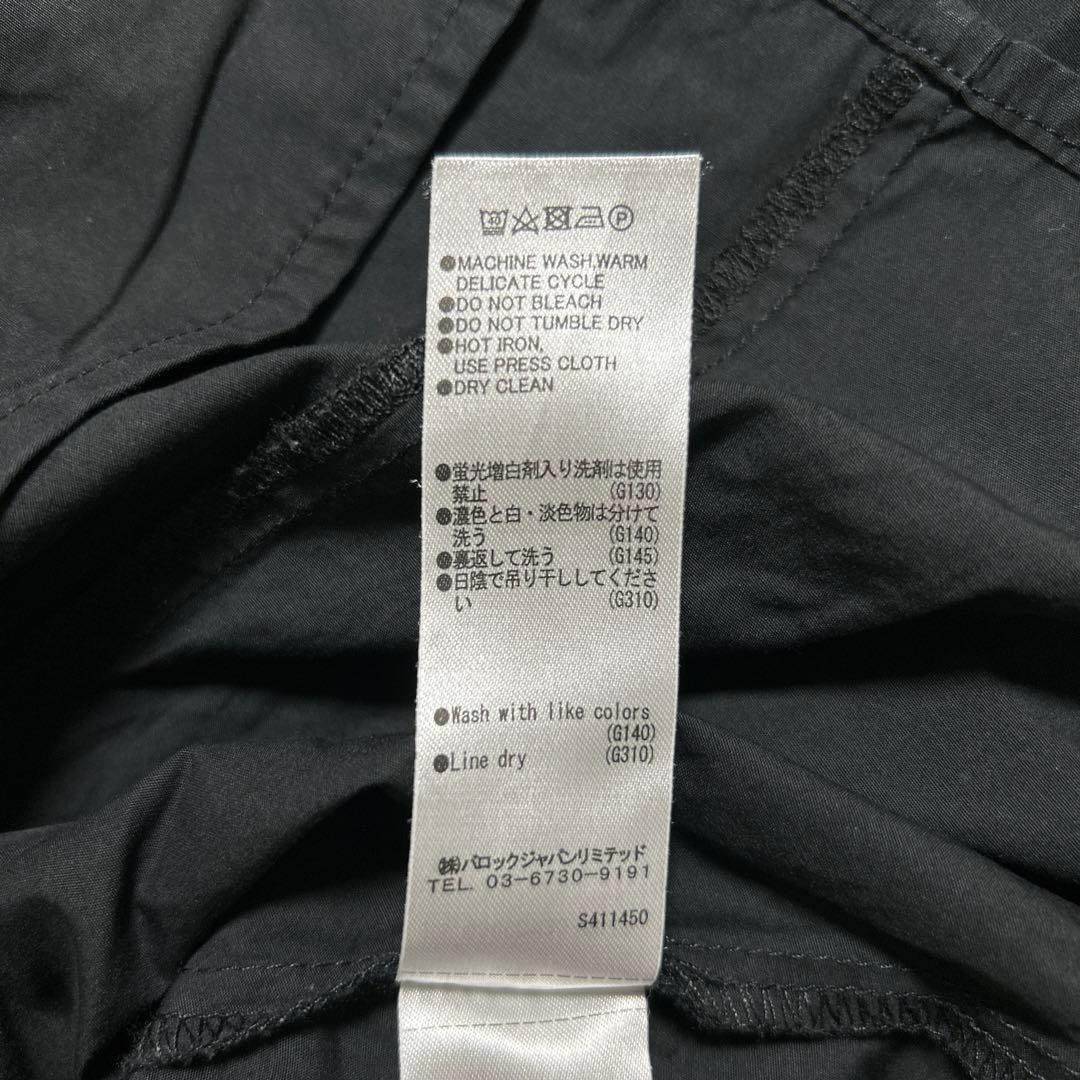 40 P
●MACHINE WASH,WARM
DELICATE CYCLE
●DO NOT BLEACH
●DO NOT TUMBLE DRY
●HOT IRON,
USE PRESS CLOTH
●DRY CLEAN
●蛍光増白剤入り洗剤は使用
禁止 (G130)
●濃色と白・淡色物は分けて
洗う (G140)
●裏返して洗う (G145)
●日陰で吊り干ししてくださ
い (G310)
●Wash with like colors
(G140)
●Line dry (G310)
㈱バロックジャパンリミテッド
TEL. 03-6730-9191
S411450